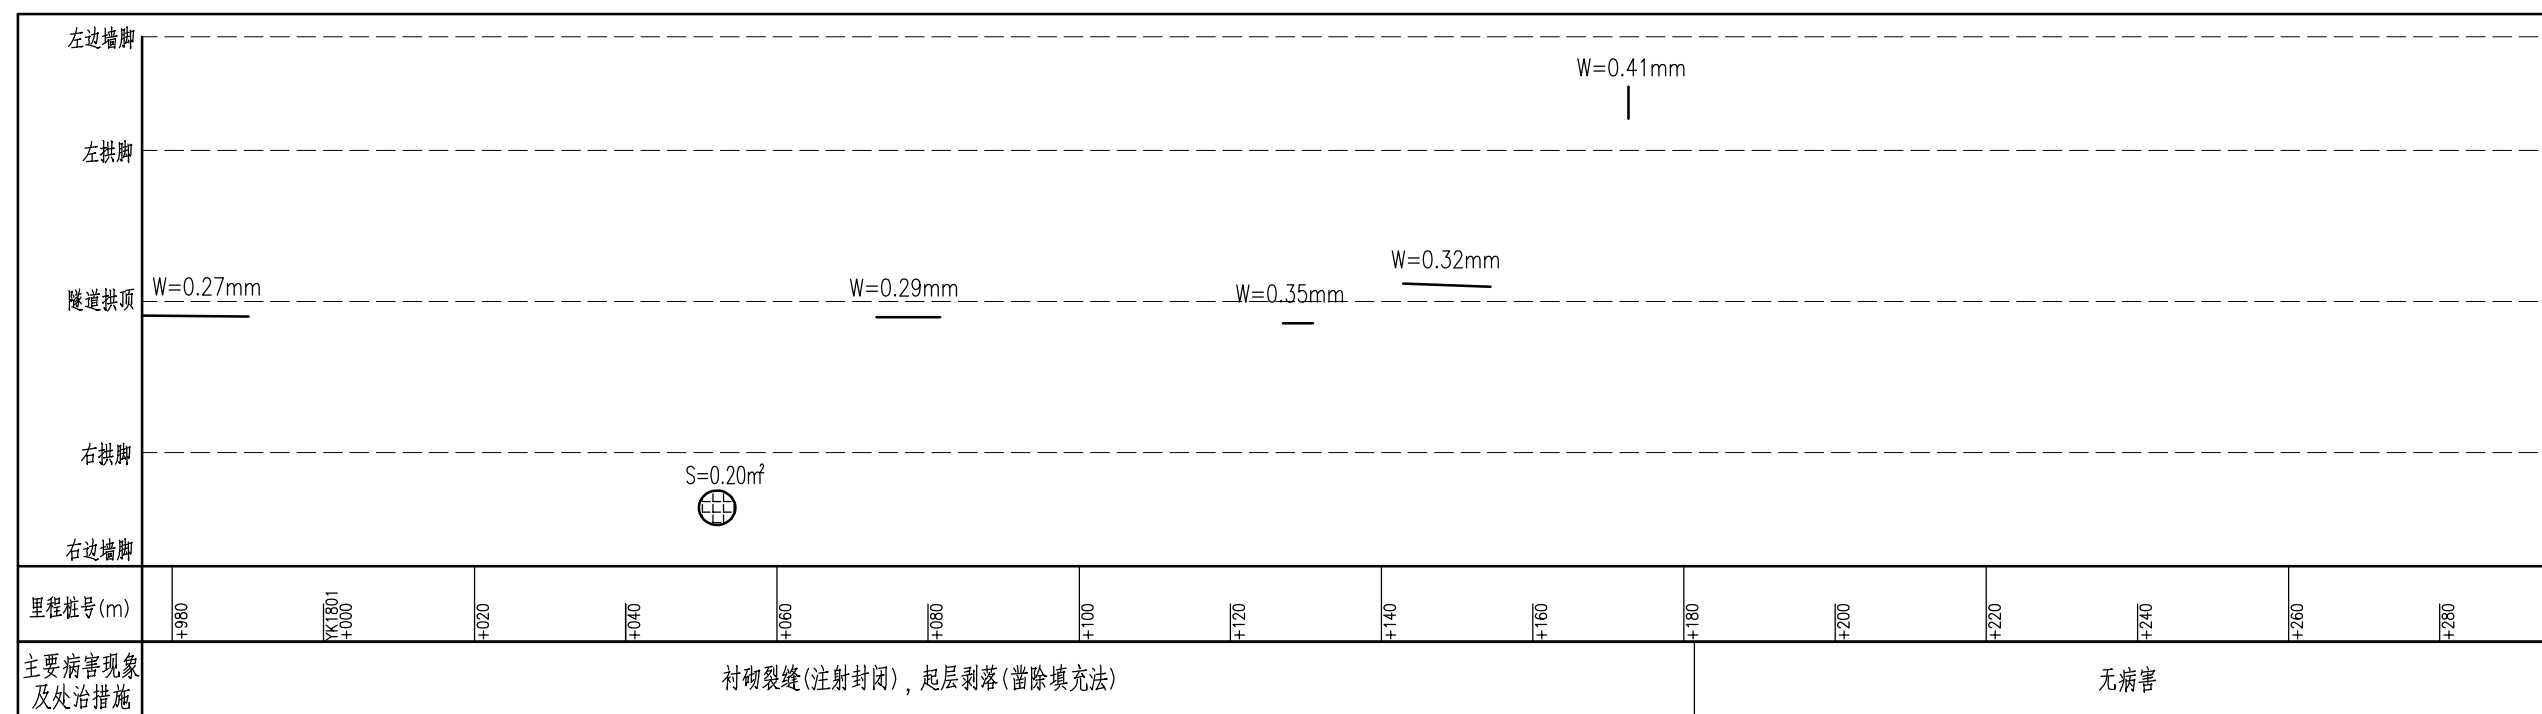 左边墙脚
W=0.41mm
左拱脚
W=0.32mm
W=0.27mm
W=0.29mm
W=0.35mm
隧道拱顶
右拱脚
S=0.20m²
右边墙脚
里程桩号(m)
+980
YK1801
+000
+020
+040
+060
+080
+100
+120
+140
+160
+180
+200
+220
+240
+260
+280
主要病害现象
及处治措施
衬砌裂缝(注射封闭)，起层剥落(凿除填充法)
无病害